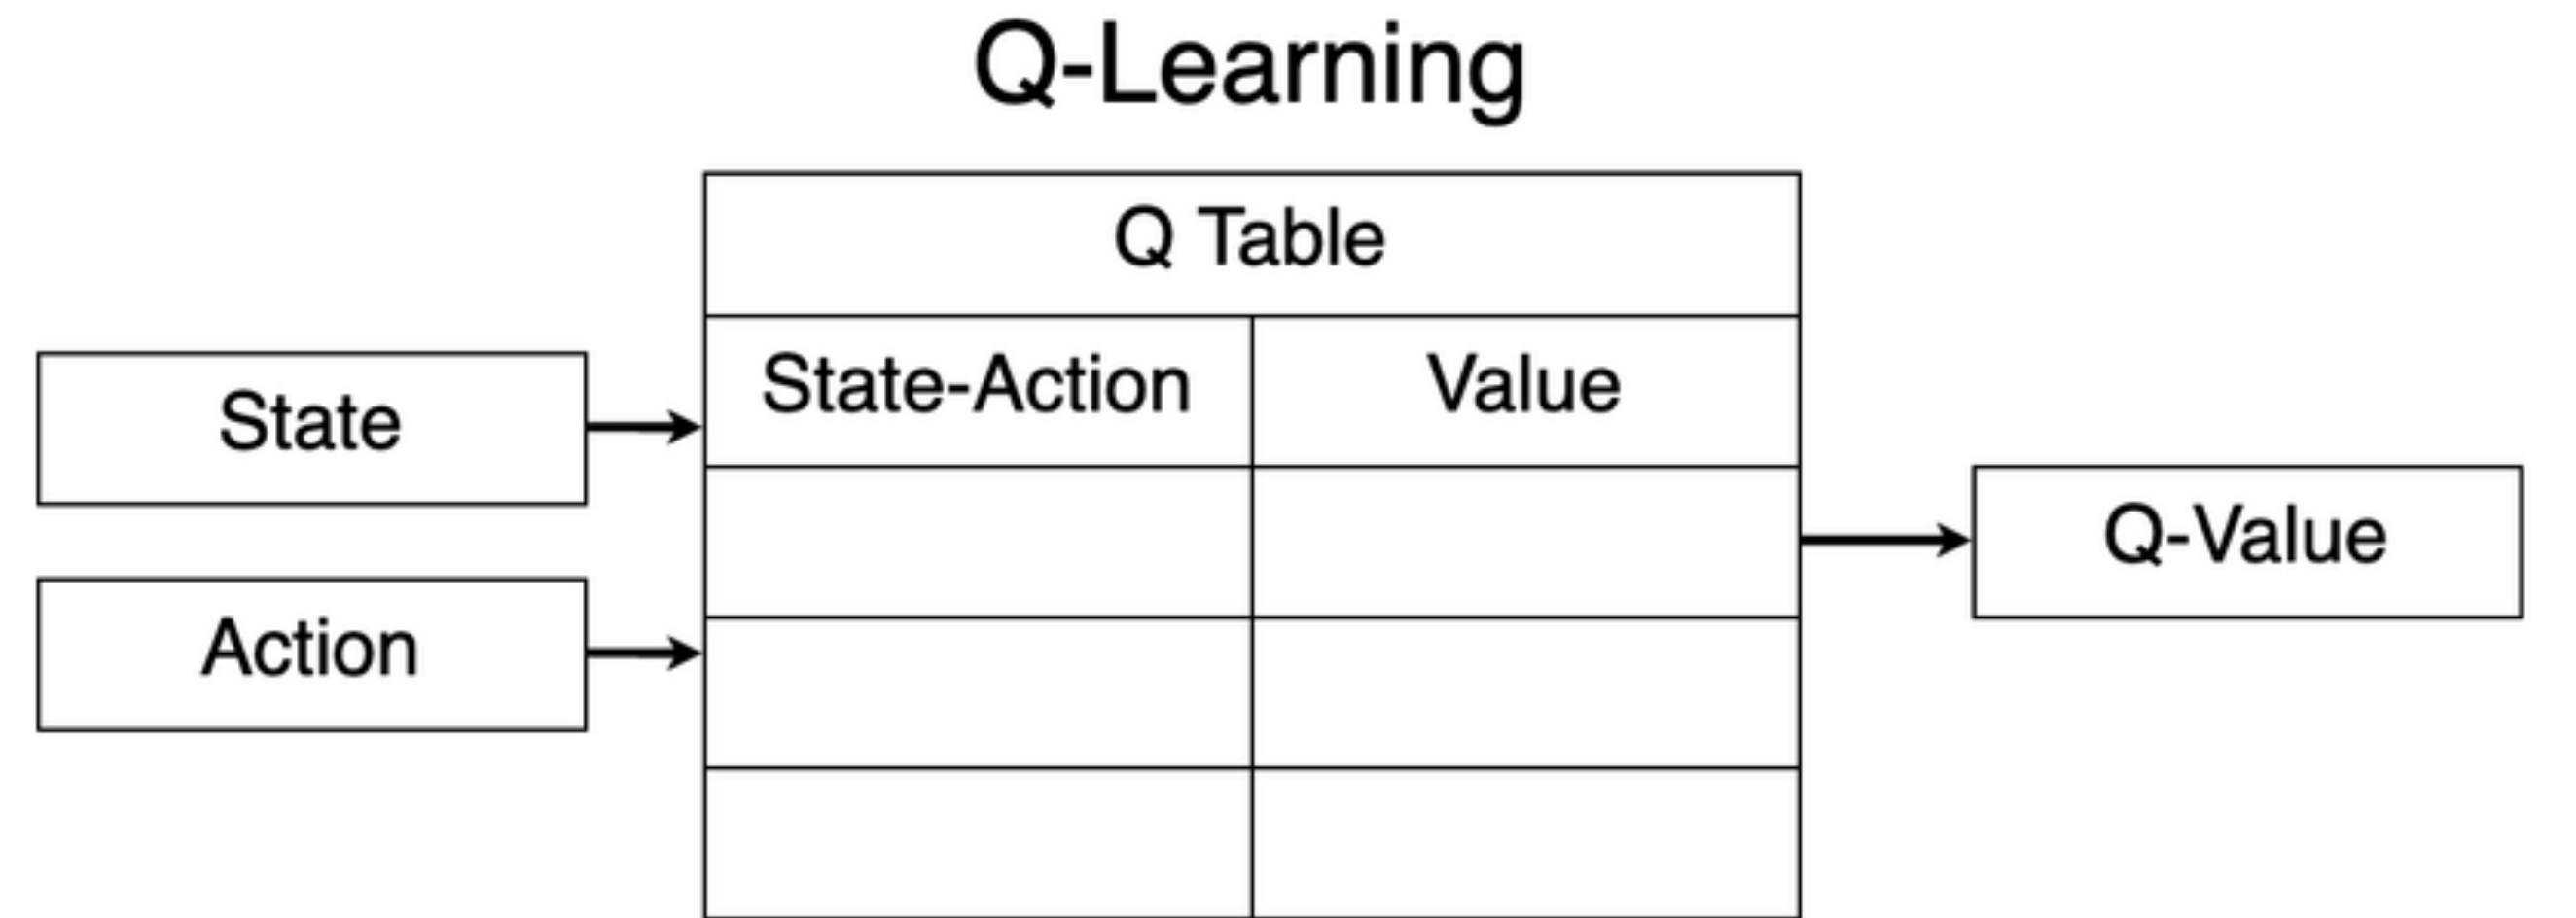 Q-Learning
Q Table
State-Action
Value
State
Action
Q-Value